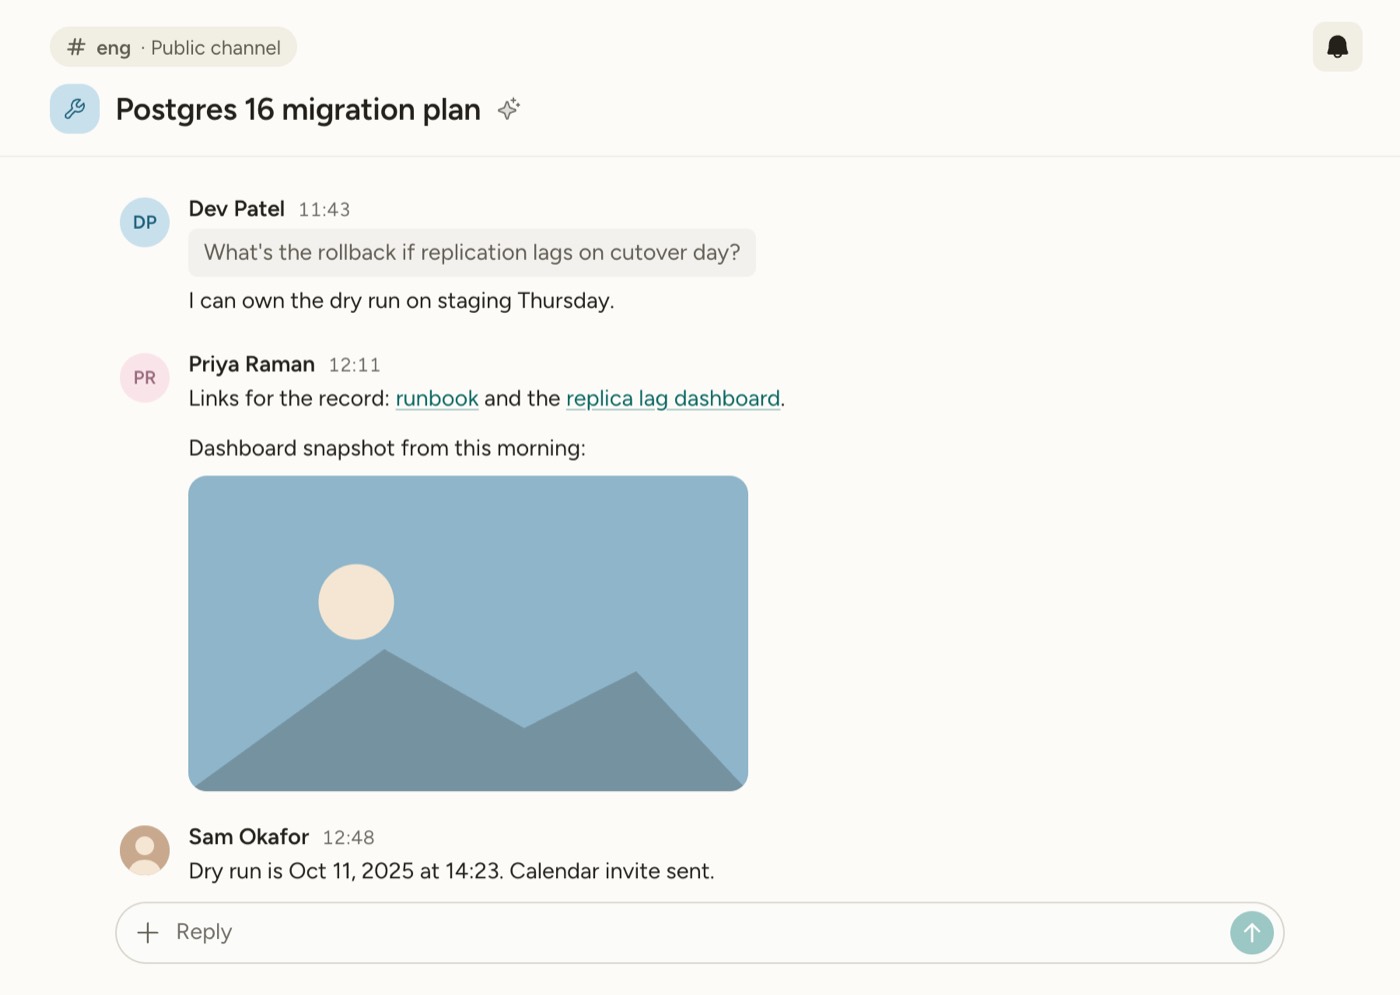 # eng · Public channel
Postgres 16 migration plan
DP
Dev Patel 11:43
What's the rollback if replication lags on cutover day?
I can own the dry run on staging Thursday.
PR
Priya Raman 12:11
Links for the record: runbook and the replica lag dashboard.
Dashboard snapshot from this morning:
Sam Okafor 12:48
Dry run is Oct 11, 2025 at 14:23. Calendar invite sent.
Reply